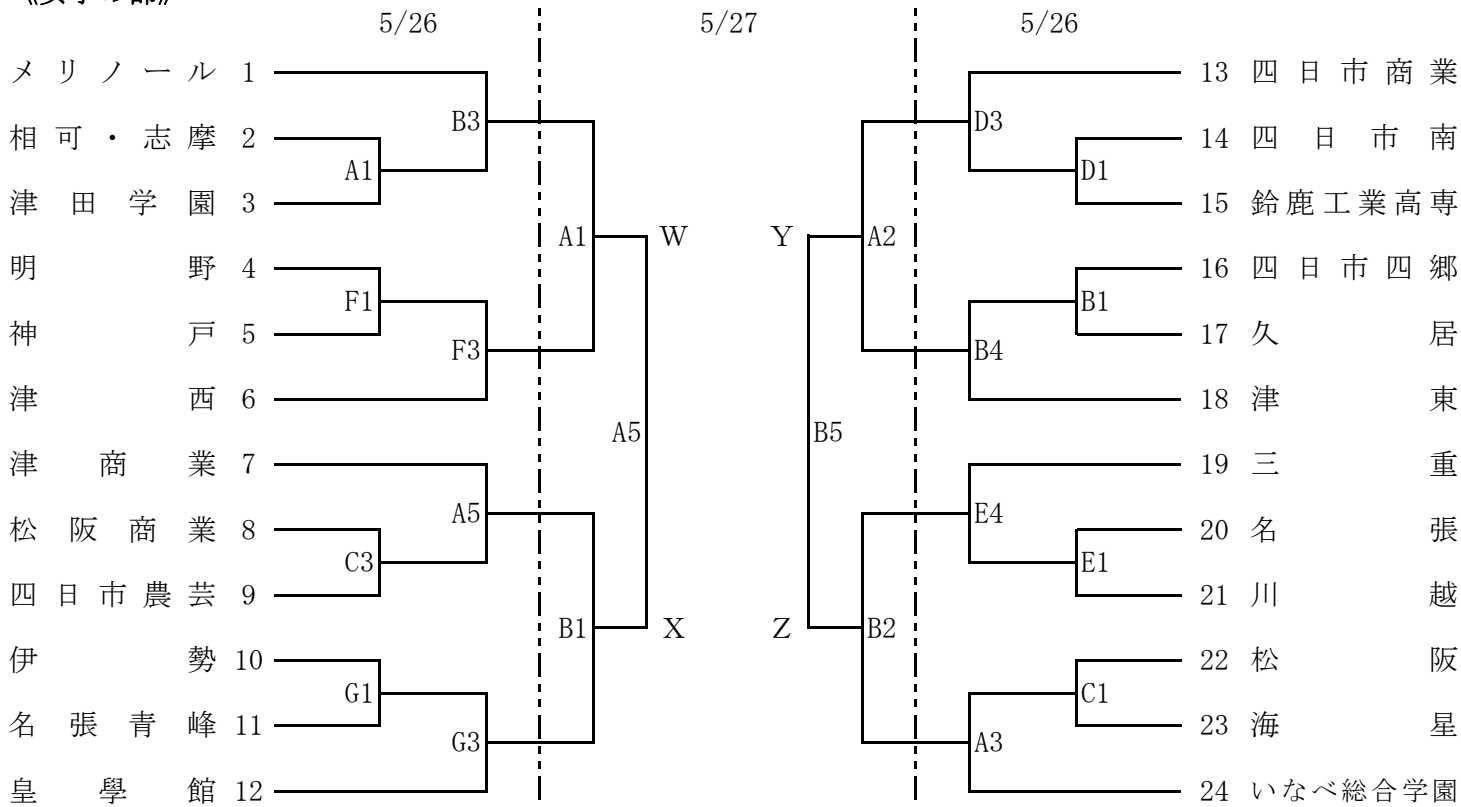 5/26 5/27 5/26
メリノール 1 13 四日市商業
B3 D3
相可・志摩 2 14 四日市南
A1 D1
津田学園 3 15 鈴鹿工業高専
A1 W Y A2
明野 4 16 四日市四郷
F1 B1
神戸 5 17 久居
F3 B4
津西 6 18 津東
A5 B5
津商業 7 19 三重
A5 E4
松阪商業 8 20 名張
C3 E1
四日市農芸 9 21 川越
B1 X Z B2
伊勢 10 22 松阪
G1 C1
名張青峰 11 23 海星
G3 A3
皇學館 12 24 いなべ総合学園